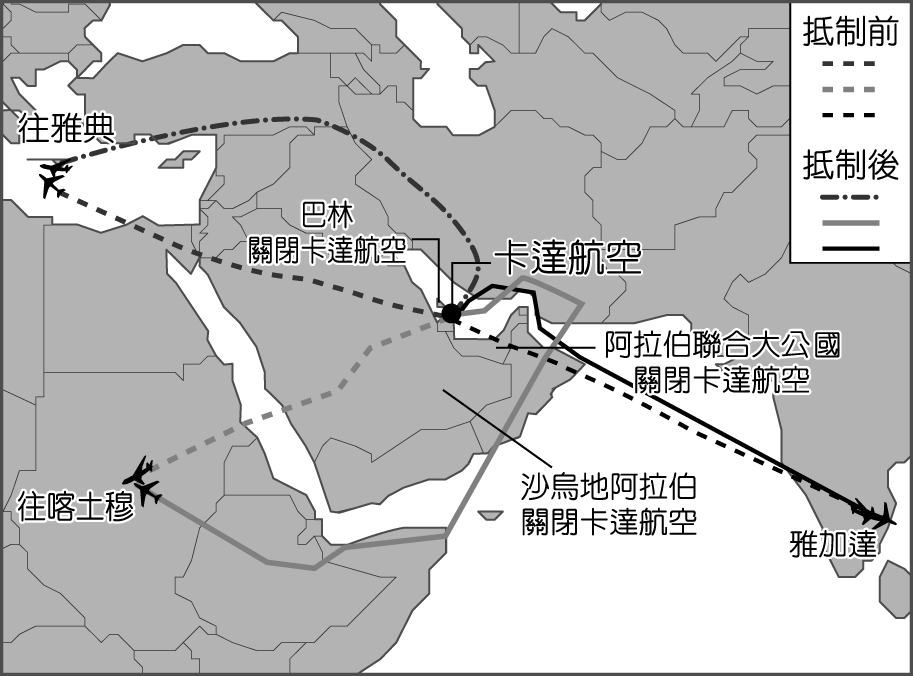 抵制前
抵制後
往雅典
巴林
關閉卡達航空
卡達航空
阿拉伯聯合大公國
關閉卡達航空
沙烏地阿拉伯
關閉卡達航空
往喀土穆
雅加達